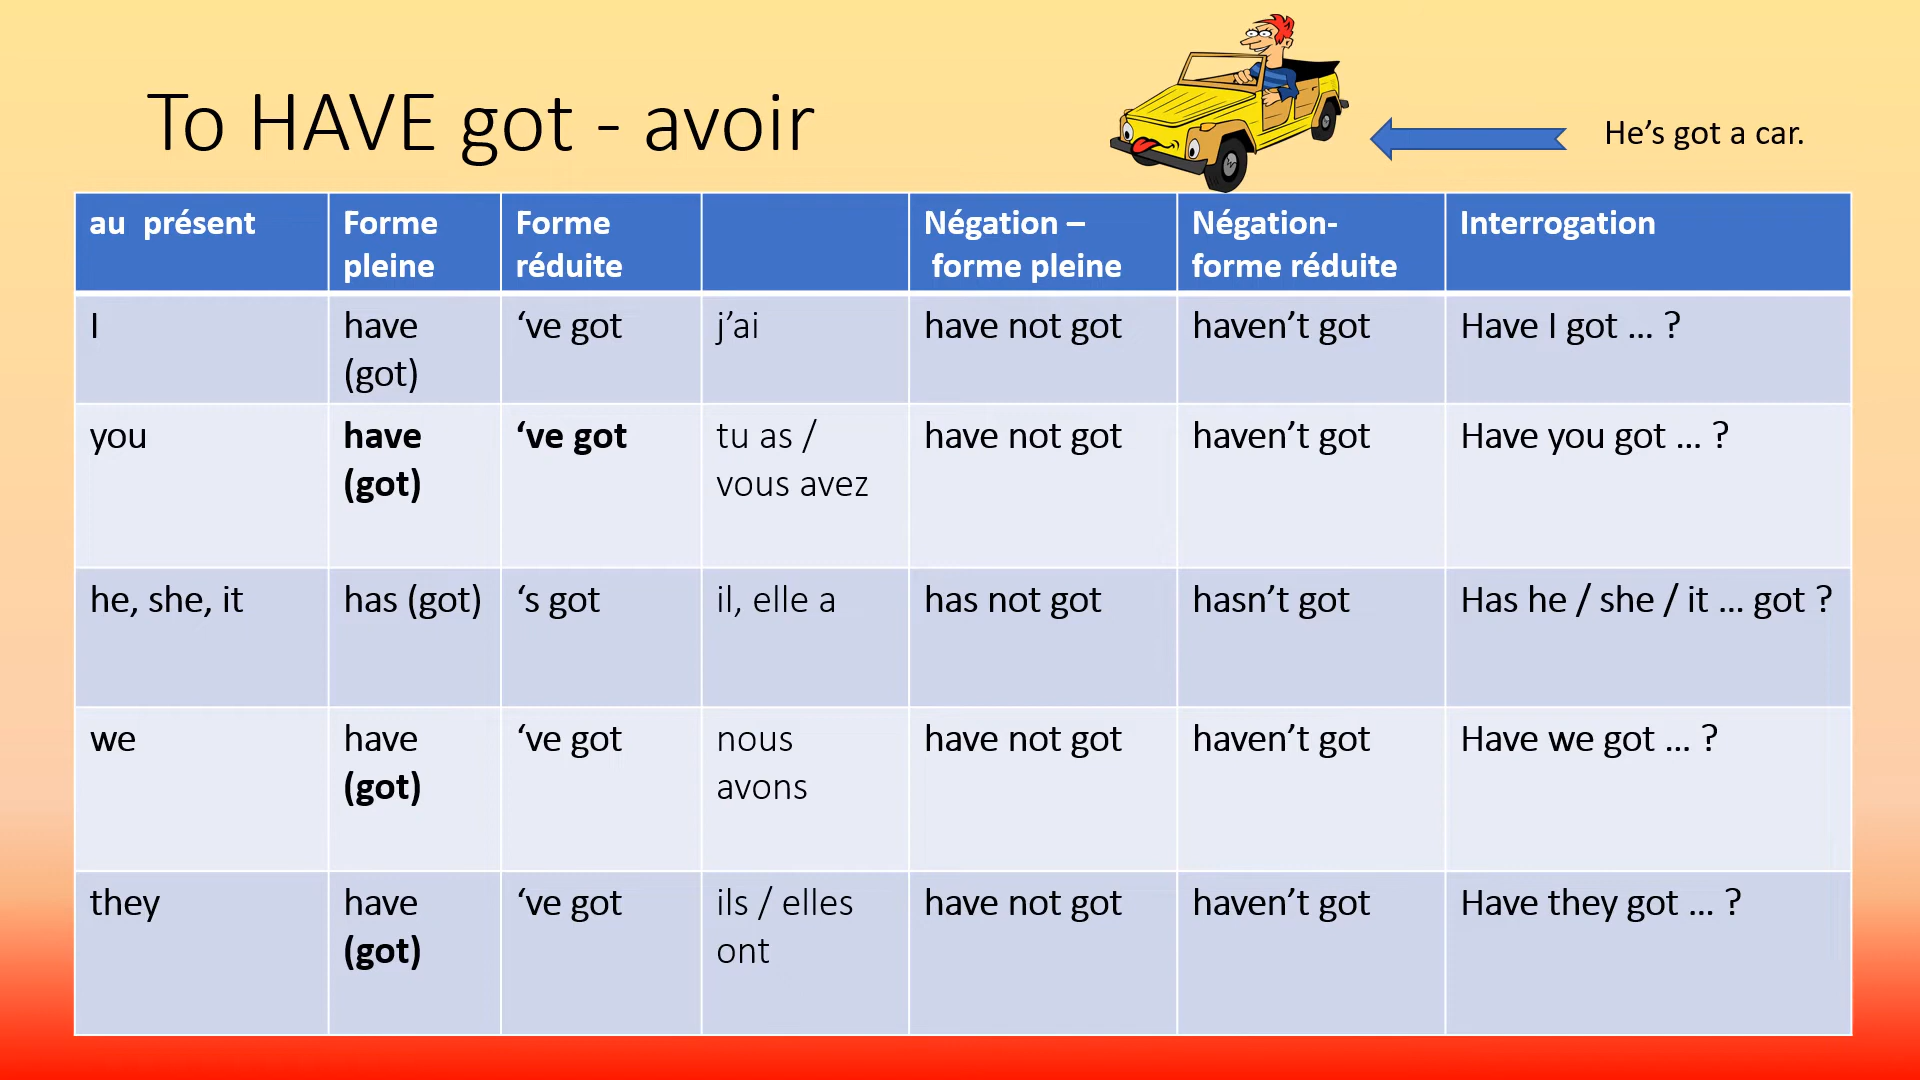 To HAVE got - avoir
He’s got a car.
au  présent
Forme
pleine
Forme
réduite
Négation –
forme pleine
Négation-
forme réduite
Interrogation
I
have
(got)
‘ve got
j’ai
have not got
haven’t got
Have I got … ?
you
have
(got)
‘ve got
tu as /
vous avez
have not got
haven’t got
Have you got … ?
he, she, it
has (got)
‘s got
il, elle a
has not got
hasn’t got
Has he / she / it … got ?
we
have
(got)
‘ve got
nous
avons
have not got
haven’t got
Have we got … ?
they
have
(got)
‘ve got
ils / elles
ont
have not got
haven’t got
Have they got … ?